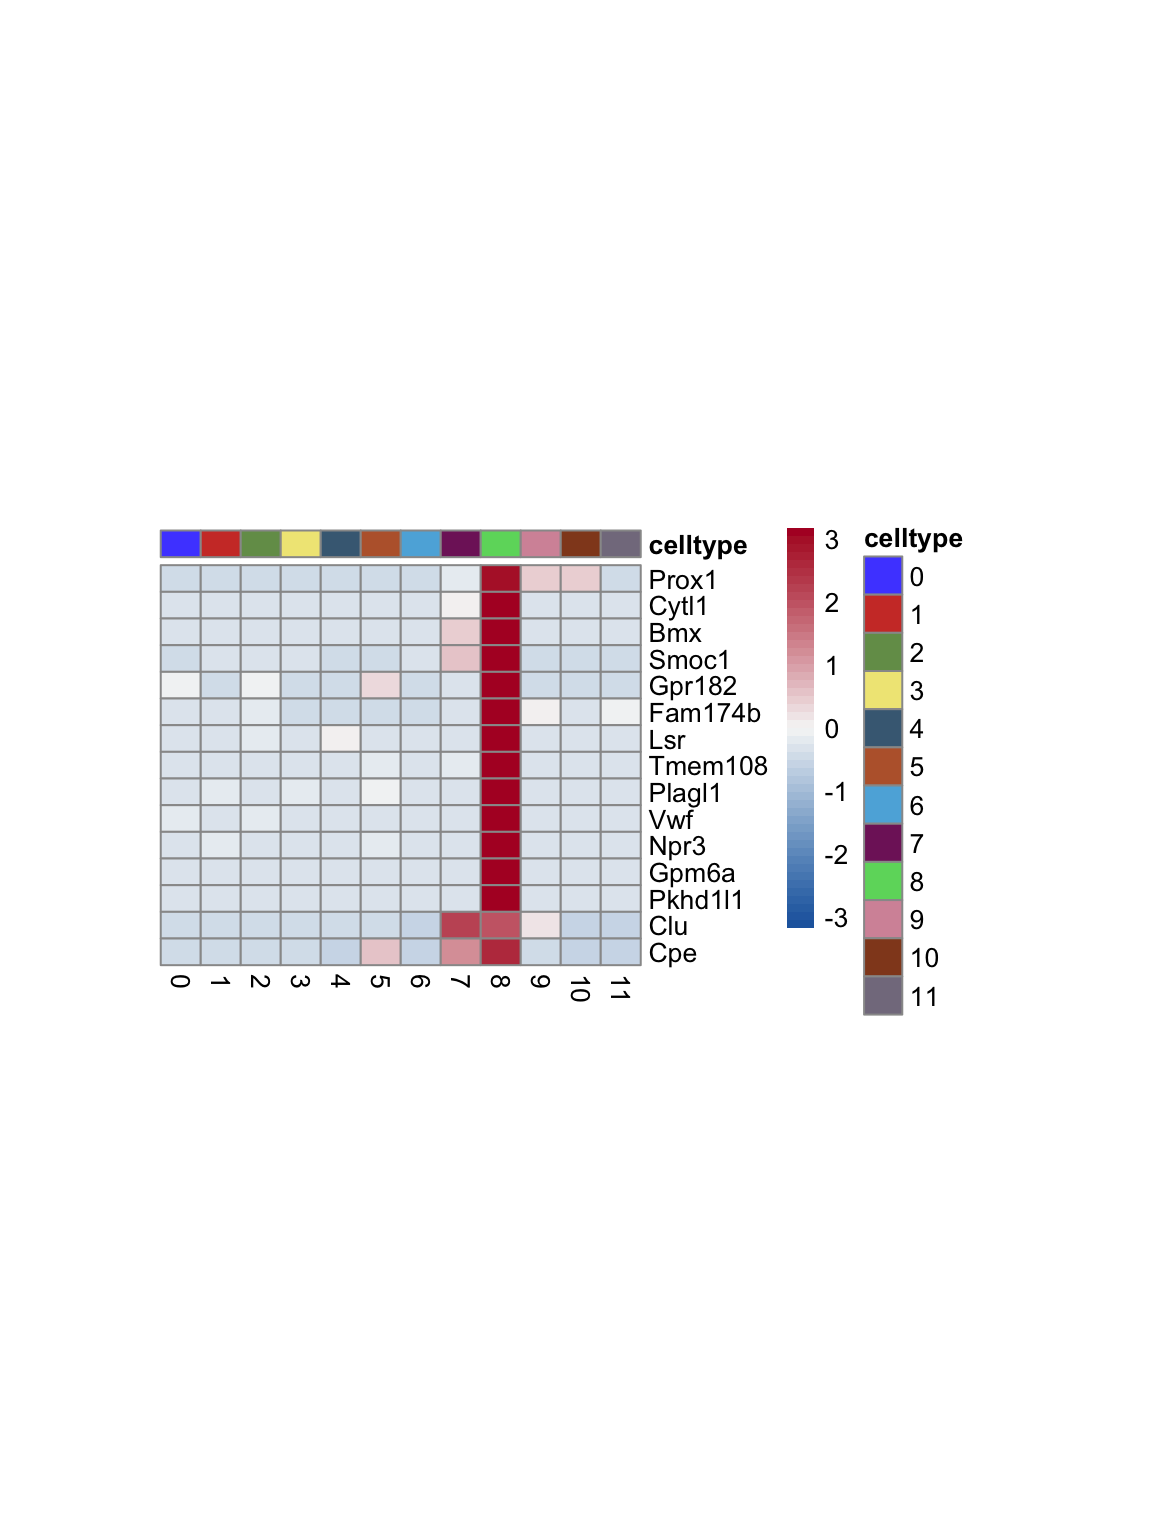 celltype
Prox1
Cytl1
Bmx
Smoc1
Gpr182
Fam174b
Lsr
Tmem108
Plagl1
Vwf
Npr3
Gpm6a
Pkhd1l1
Clu
Cpe
0 1 2 3 4 5 6 7 8 9 10 11
3
2
1
0
-1
-2
-3
celltype
0
1
2
3
4
5
6
7
8
9
10
11